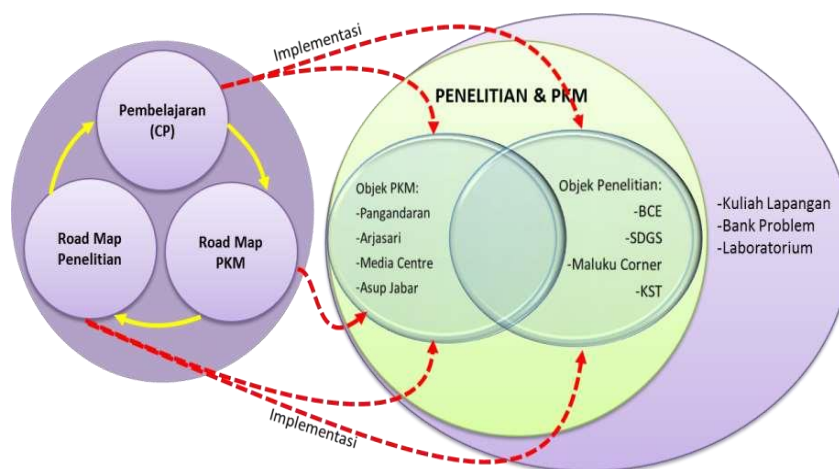 Implementasi
Pembelajaran
(CP)
Road Map
Penelitian
Road Map
PKM
PENELITIAN & PKM
Objek PKM:
-Pangandaran
-Arjasari
-Media Centre
-Asup Jabar
Objek Penelitian:
-BCE
-SDGS
-Maluku Corner
-KST
-Kuliah Lapangan
-Bank Problem
-Laboratorium
Implementasi